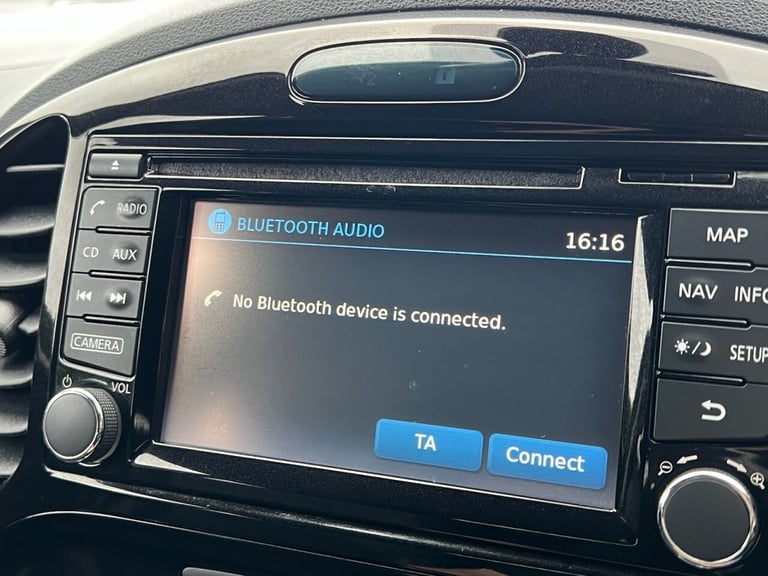 RADIO
CD AUX
CAMERA
VOL
BLUETOOTH AUDIO
16:16
No Bluetooth device is connected.
TA
Connect
MAP
NAV INFO
SETUP